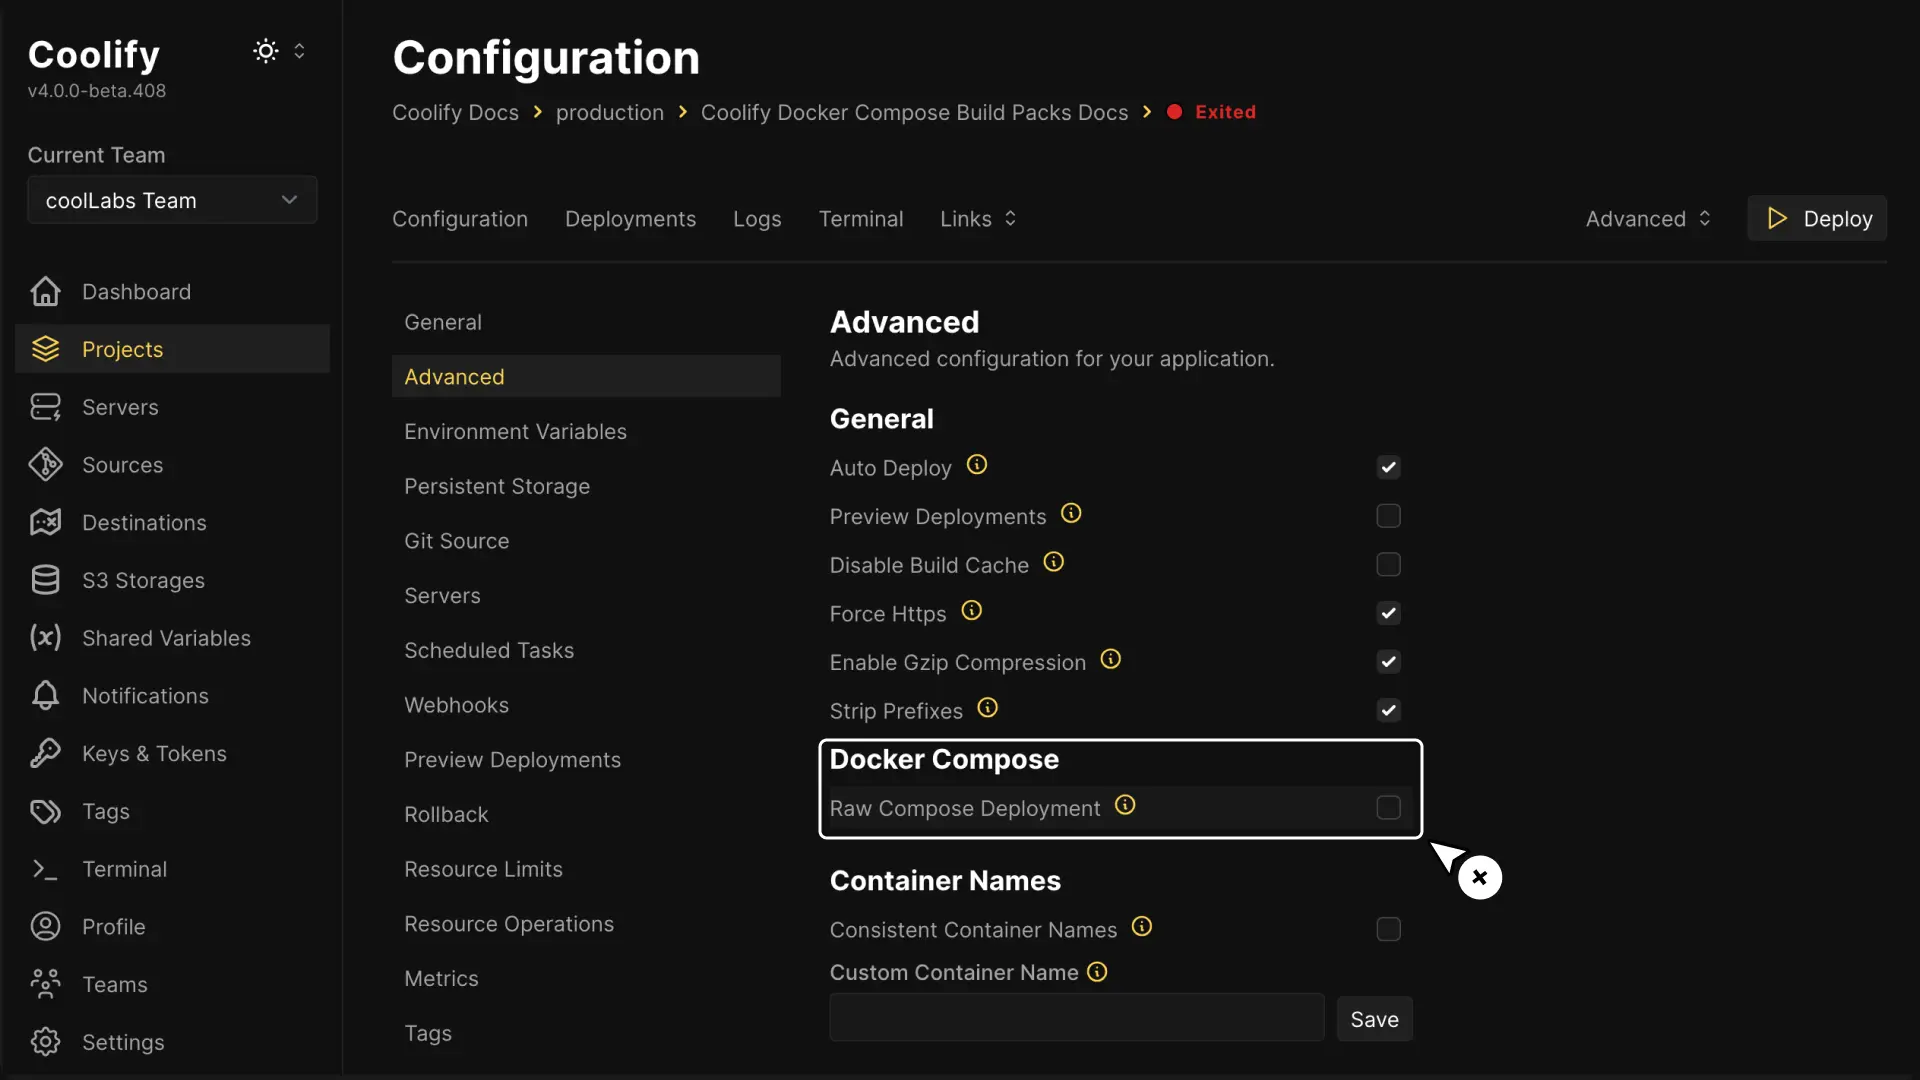 Coolify
v4.0.0-beta.408
Current Team
coolLabs Team
Dashboard
Projects
Servers
Sources
Destinations
S3 Storages
Shared Variables
Notifications
Keys & Tokens
Tags
Terminal
Profile
Teams
Settings
Configuration
Coolify Docs production Coolify Docker Compose Build Packs Docs Exited
Configuration Deployments Logs Terminal Links Advanced Deploy
General
Advanced
Environment Variables
Persistent Storage
Git Source
Servers
Scheduled Tasks
Webhooks
Preview Deployments
Rollback
Resource Limits
Resource Operations
Metrics
Tags
Advanced
Advanced configuration for your application.
General
Auto Deploy
Preview Deployments
Disable Build Cache
Force Https
Enable Gzip Compression
Strip Prefixes
Docker Compose
Raw Compose Deployment
Container Names
Consistent Container Names
Custom Container Name
Save